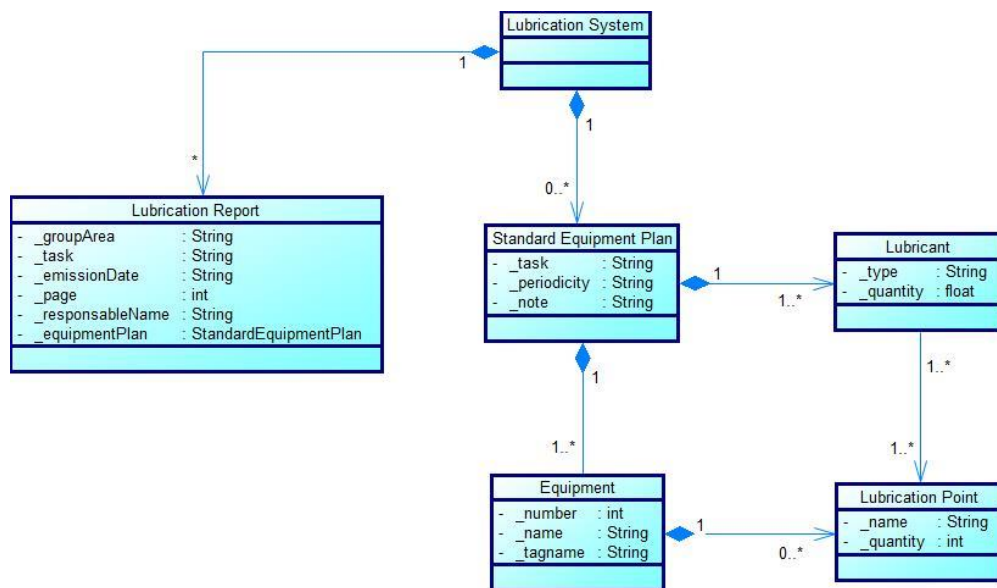 Lubrication System
1
1
*
0..*
Lubrication Report
- _groupArea : String
- _task : String
- _emissionDate : String
- _page : int
- _responsableName : String
- _equipmentPlan : StandardEquipmentPlan
Standard Equipment Plan
- _task : String
- _periodicity : String
- _note : String
1
1..*
Lubricant
- _type : String
- _quantity : float
1
1..*
1..*
1..*
Equipment
- _number : int
- _name : String
- _tagname : String
1
0..*
Lubrication Point
- _name : String
- _quantity : int